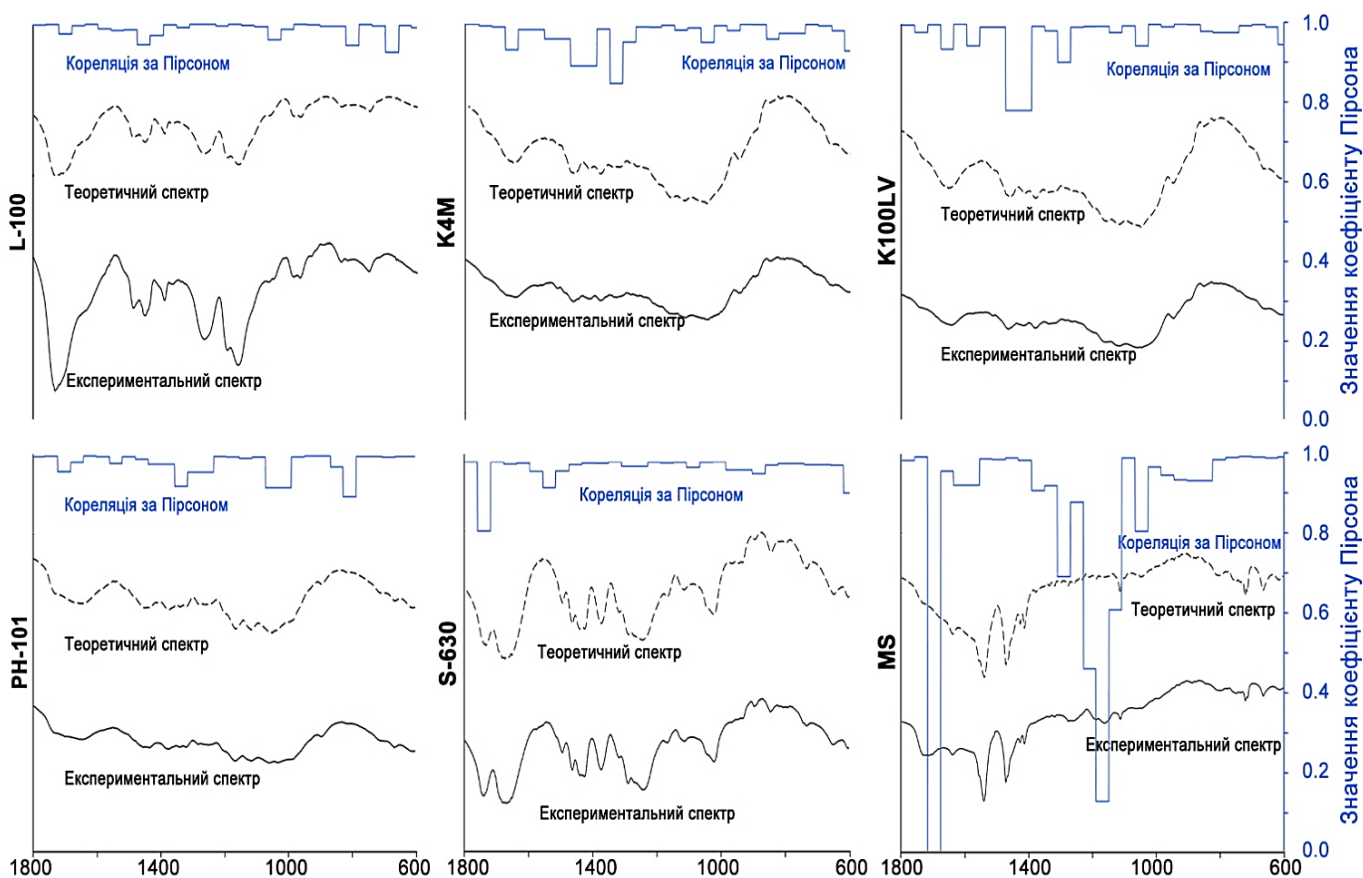 L-100
Кореляція за Пірсоном
Теоретичний спектр
Експериментальний спектр
K4M
Кореляція за Пірсоном
Теоретичний спектр
Експериментальний спектр
K100LV
Кореляція за Пірсоном
Теоретичний спектр
Експериментальний спектр
1.0
0.8
0.6
0.4
0.2
0.0
Значення коефіцієнту Пірсона
PH-101
Кореляція за Пірсоном
Теоретичний спектр
Експериментальний спектр
1800 1400 1000 600
S-630
Кореляція за Пірсоном
Теоретичний спектр
Експериментальний спектр
1800 1400 1000 600
MS
Кореляція за Пірсоном
Теоретичний спектр
Експериментальний спектр
1800 1400 1000 600
1.0
0.8
0.6
0.4
0.2
0.0
Значення коефіцієнту Пірсона